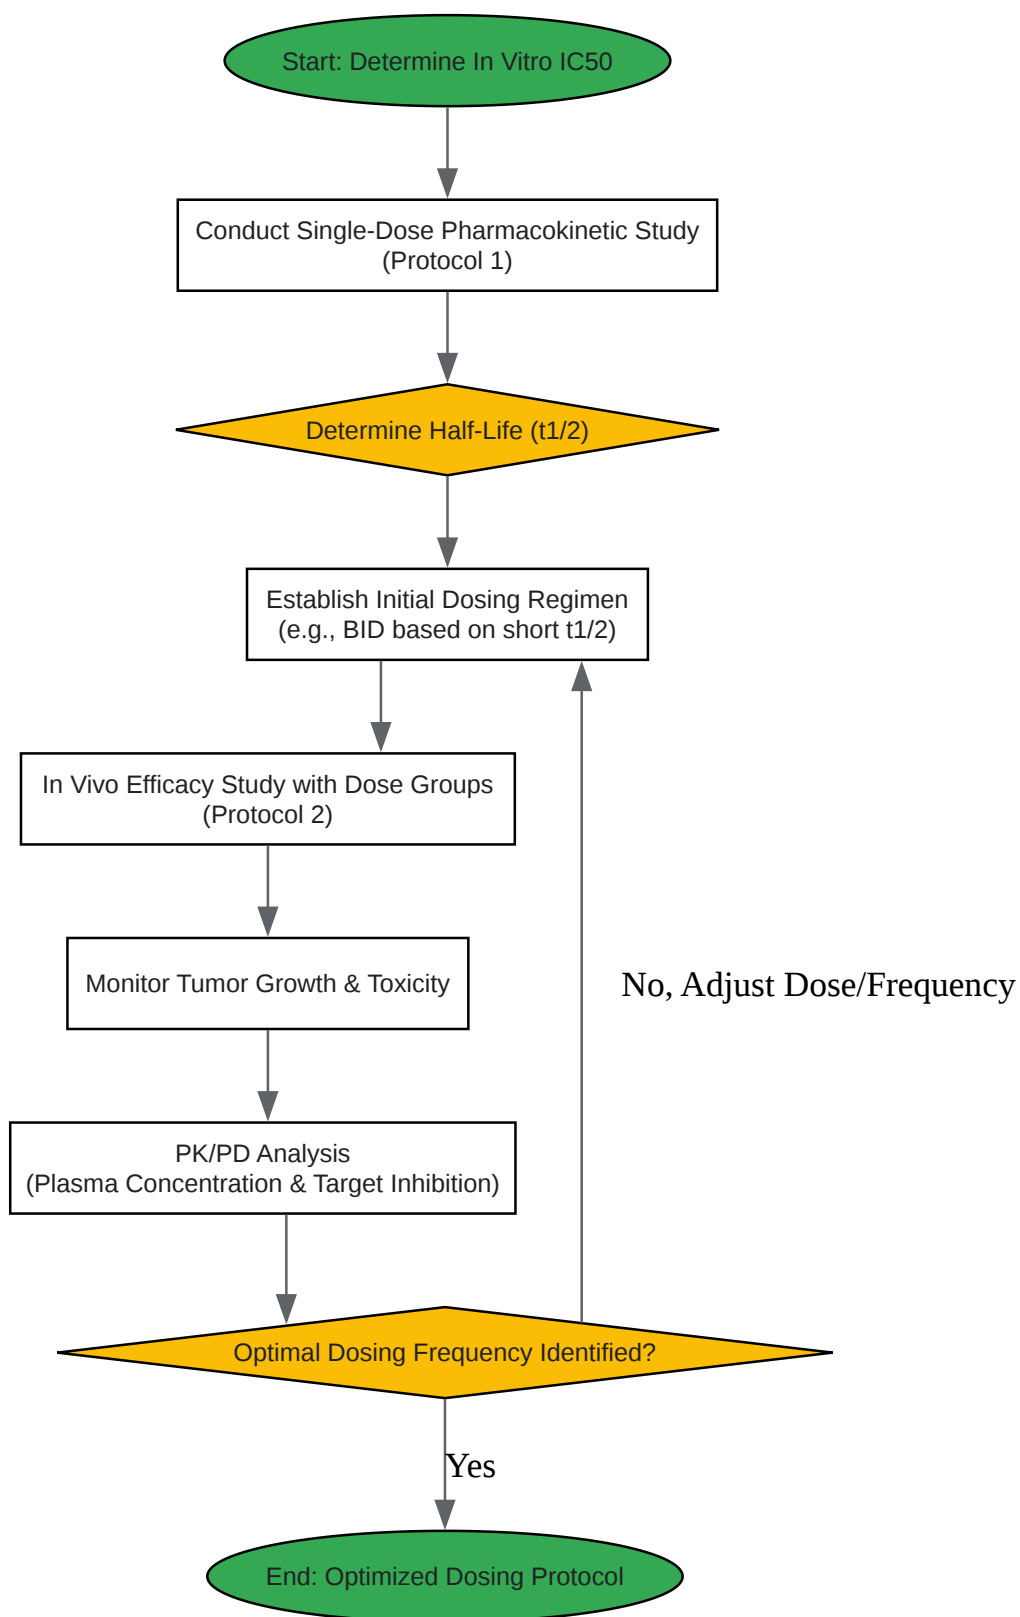 Start: Determine In Vitro IC50
Conduct Single-Dose Pharmacokinetic Study
(Protocol 1)
Determine Half-Life (t1/2)
Establish Initial Dosing Regimen
(e.g., BID based on short t1/2)
In Vivo Efficacy Study with Dose Groups
(Protocol 2)
Monitor Tumor Growth & Toxicity
No, Adjust Dose/Frequency
PK/PD Analysis
(Plasma Concentration & Target Inhibition)
Optimal Dosing Frequency Identified?
Yes
End: Optimized Dosing Protocol